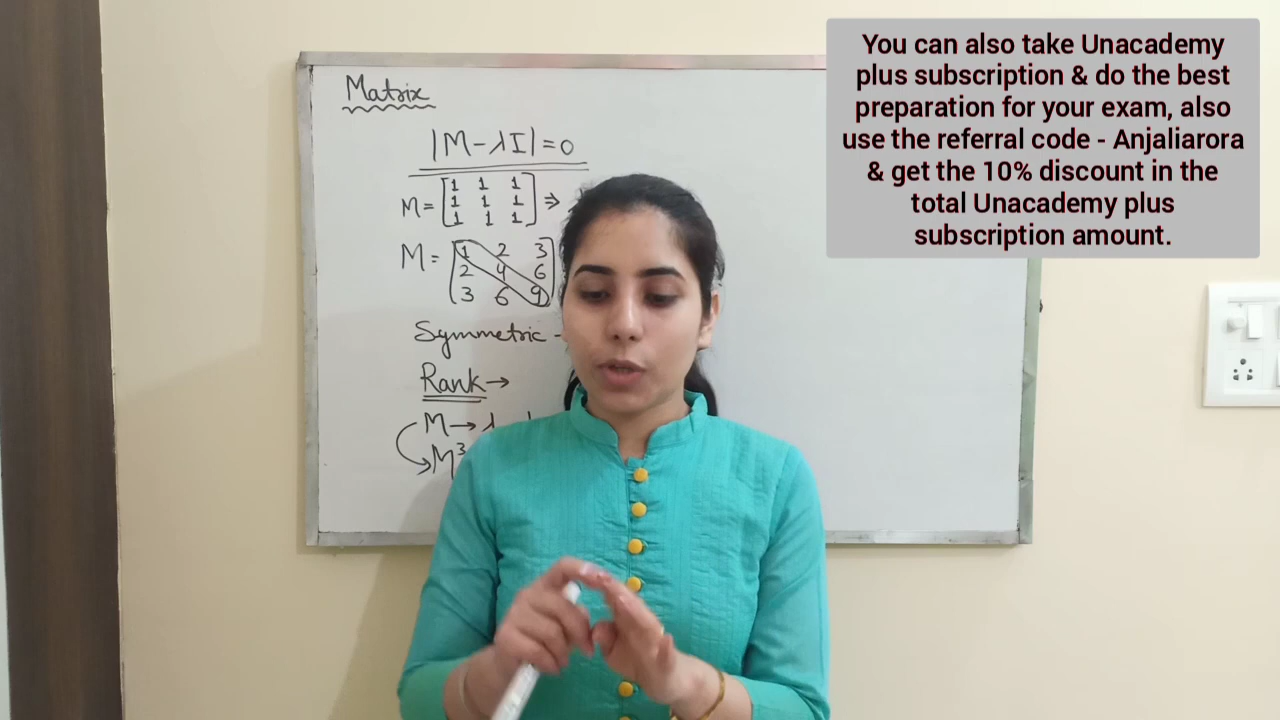 Matrix
|M-λI|=0
M= [1 1 1
1 1 1
1 1 1] ⇒
M= [1 2 3
2 4 6
3 6 9]
Symmetric -
Rank→
M→ λ
M³
You can also take Unacademy
plus subscription & do the best
preparation for your exam, also
use the referral code - Anjaliarora
& get the 10% discount in the
total Unacademy plus
subscription amount.